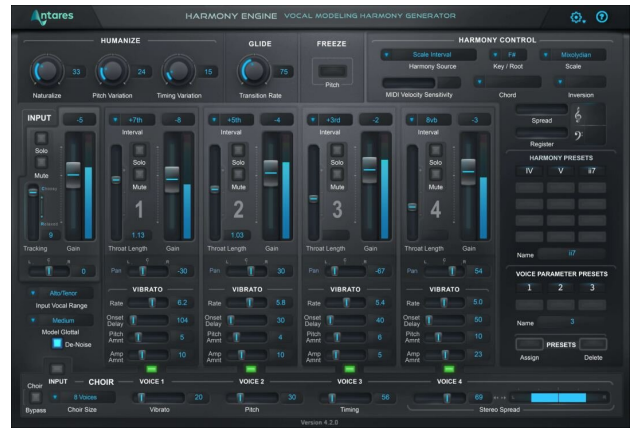 Antares
HARMONY ENGINE VOCAL MODELING HARMONY GENERATOR
HUMANIZE
GLIDE
FREEZE
HARMONY CONTROL
Scale Interval
F#
Mixolydian
Harmony Source
Key / Root
Scale
33
24
15
75
Pitch
Naturalize
Pitch Variation
Timing Variation
Transition Rate
MIDI Velocity Sensitivity
Chord
Inversion
INPUT
-5
+7th
-8
+5th
-4
+3rd
-2
8vb
-3
Interval
Interval
Interval
Interval
Spread
Register
Solo
Solo
Solo
Solo
Solo
Mute
Mute
Mute
Mute
Mute
1
2
3
4
9
1.13
1.03
Tracking
Gain
Throat Length
Gain
Throat Length
Gain
Throat Length
Gain
Throat Length
Gain
HARMONY PRESETS
IV
V
ii7
Name
ii7
L C R
L C R
L C R
L C R
L C R
0
Pan
-30
Pan
30
Pan
-67
Pan
54
Alto/Tenor
Input Vocal Range
Medium
Model Glottal
De-Noise
VIBRATO
VIBRATO
VIBRATO
VIBRATO
Rate
6.2
Rate
5.8
Rate
5.4
Rate
5.0
Onset Delay
104
Onset Delay
30
Onset Delay
40
Onset Delay
50
Pitch Amnt
5
Pitch Amnt
4
Pitch Amnt
6
Pitch Amnt
10
Amp Amnt
10
Amp Amnt
10
Amp Amnt
5
Amp Amnt
23
VOICE PARAMETER PRESETS
1
2
3
Name
3
PRESETS
Assign
Delete
INPUT
CHOIR
VOICE 1
VOICE 2
VOICE 3
VOICE 4
Choir
8 Voices
20
30
56
69
Bypass
Choir Size
Vibrato
Pitch
Timing
Stereo Spread
Version 4.2.0